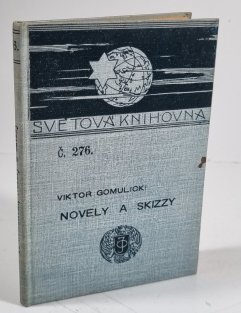 SVĚTOVÁ KNIHOVNA
Č. 276.
VIKTOR GOMULICKI:
NOVELY A SKIZZY